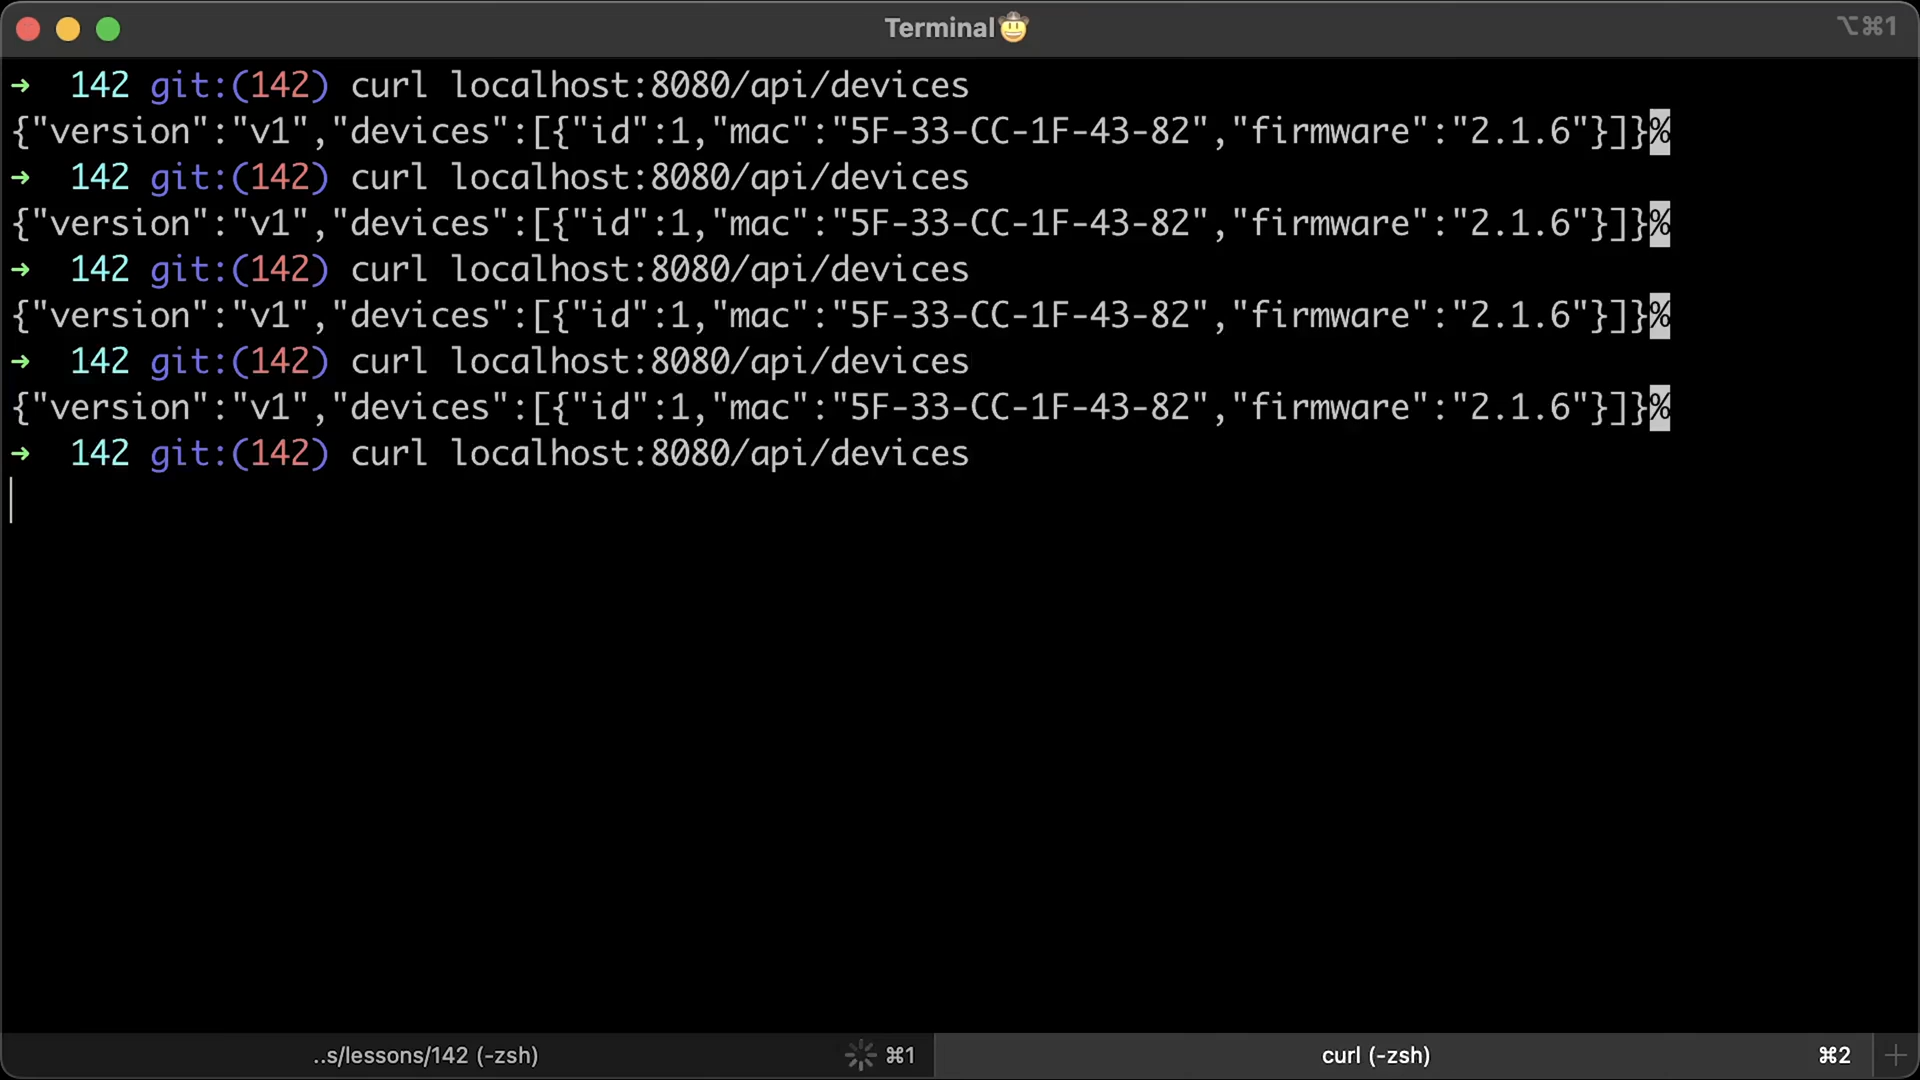 Terminal🤠
⌥⌘1
➜ 142 git:(142) curl localhost:8080/api/devices
{"version":"v1","devices":[{"id":1,"mac":"5F-33-CC-1F-43-82","firmware":"2.1.6"}]}%
➜ 142 git:(142) curl localhost:8080/api/devices
{"version":"v1","devices":[{"id":1,"mac":"5F-33-CC-1F-43-82","firmware":"2.1.6"}]}%
➜ 142 git:(142) curl localhost:8080/api/devices
{"version":"v1","devices":[{"id":1,"mac":"5F-33-CC-1F-43-82","firmware":"2.1.6"}]}%
➜ 142 git:(142) curl localhost:8080/api/devices
{"version":"v1","devices":[{"id":1,"mac":"5F-33-CC-1F-43-82","firmware":"2.1.6"}]}%
➜ 142 git:(142) curl localhost:8080/api/devices
..s/lessons/142 (-zsh) ⌘1
curl (-zsh) ⌘2